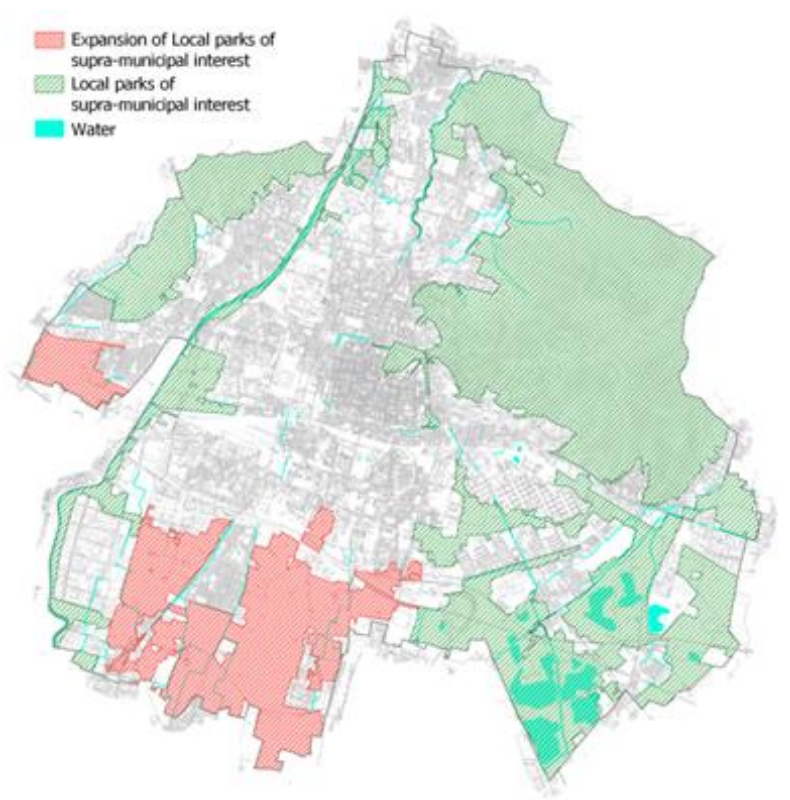 Expansion of Local parks of
supra-municipal interest
Local parks of
supra-municipal interest
Water